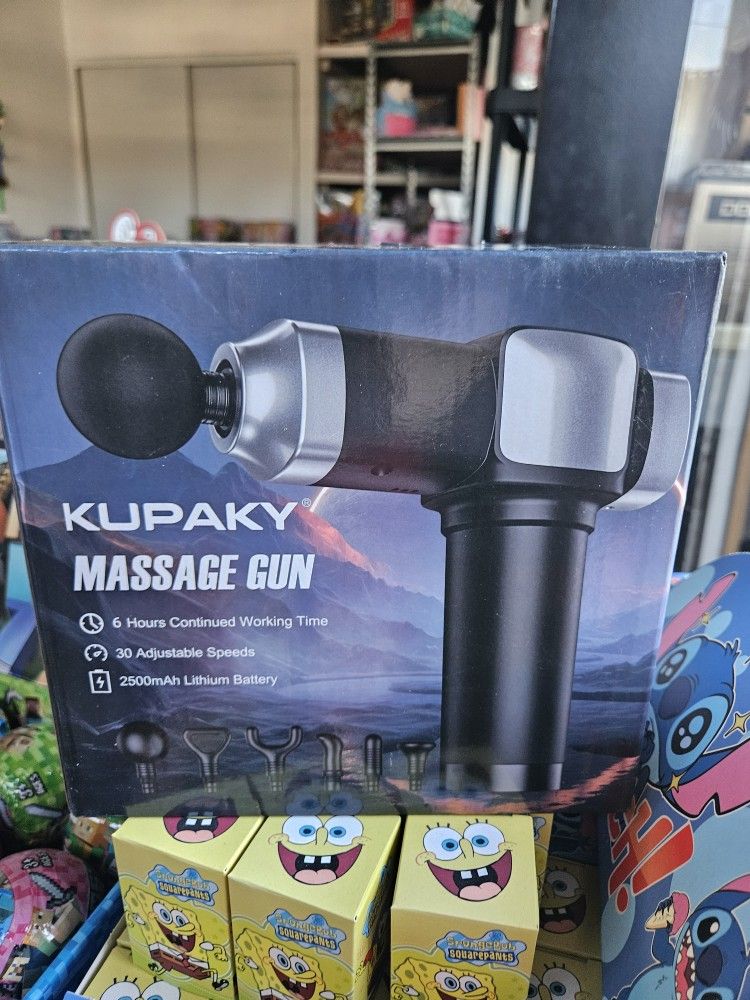 KUPAKY®
MASSAGE GUN
6 Hours Continued Working Time
30 Adjustable Speeds
2500mAh Lithium Battery
SpongeBob
SQUAREPANTS
SpongeBob
SQUAREPANTS
SpongeBob
SQUAREPANTS
Hi